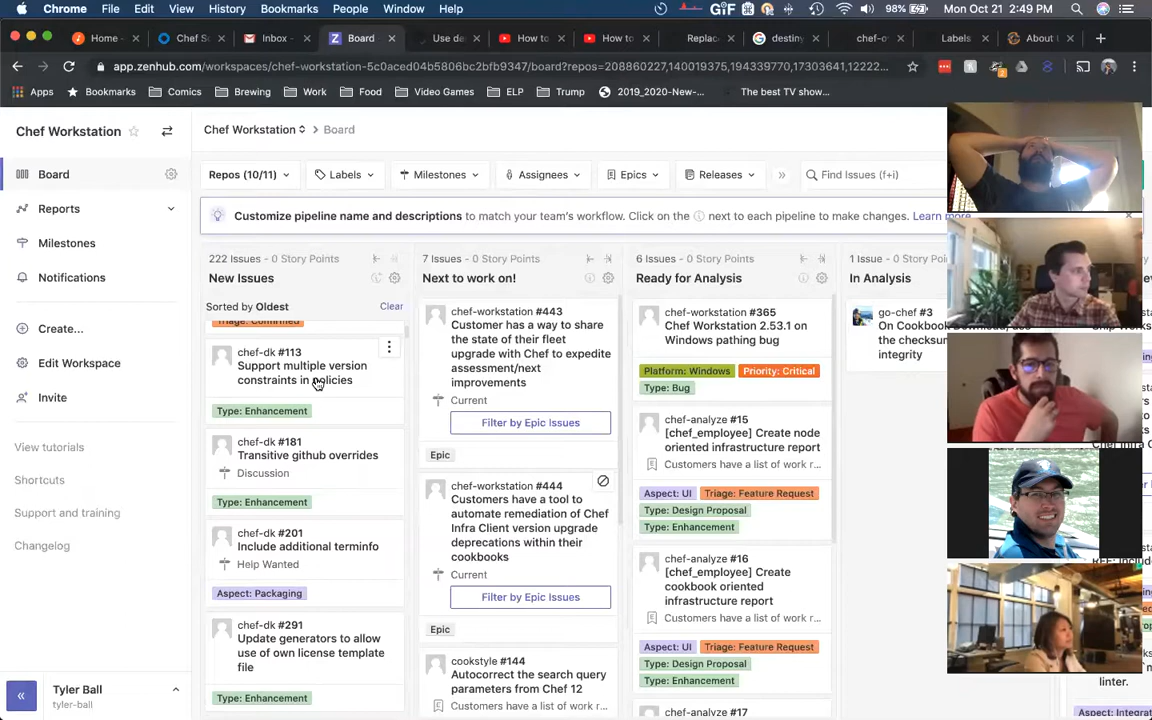 Chrome File Edit View History Bookmarks People Window Help GIF 98% Mon Oct 21 2:49 PM
Home Chef S Inbox - Board Use d How to How to Replac destiny chef- Labels About
app.zenhub.com/workspaces/chef-workstation-5c0aced04b5806bc2bfb9347/board?repos=208860227,140019375,194339770,17303641,12222...
Apps Bookmarks Comics Brewing Work Food Video Games ELP Trump 2019_2020-New-... The best TV show...
Chef Workstation
Chef Workstation > Board
Board
Reports
Milestones
Notifications
Create...
Edit Workspace
Invite
View tutorials
Shortcuts
Support and training
Changelog
Tyler Ball
tyler-ball
Repos (10/11) Labels Milestones Assignees Epics Releases » Find Issues (f+i)
Customize pipeline name and descriptions to match your team's workflow. Click on the ⓘ next to each pipeline to make changes. Learn more
222 Issues - 0 Story Points
New Issues
Sorted by Oldest Clear
Triage: Confirmed
chef-dk #113
Support multiple version
constraints in policies
Type: Enhancement
chef-dk #181
Transitive github overrides
Discussion
Type: Enhancement
chef-dk #201
Include additional terminfo
Help Wanted
Aspect: Packaging
chef-dk #291
Update generators to allow
use of own license template
file
Type: Enhancement
7 Issues - 0 Story Points
Next to work on!
chef-workstation #443
Customer has a way to share
the state of their fleet
upgrade with Chef to expedite
assessment/next
improvements
Current
Filter by Epic Issues
Epic
chef-workstation #444
Customers have a tool to
automate remediation of Chef
Infra Client version upgrade
deprecations within their
cookbooks
Current
Filter by Epic Issues
Epic
cookstyle #144
Autocorrect the search query
parameters from Chef 12
Customers have a list of work r...
6 Issues - 0 Story Points
Ready for Analysis
chef-workstation #365
Chef Workstation 2.53.1 on
Windows pathing bug
Platform: Windows Priority: Critical
Type: Bug
chef-analyze #15
[chef_employee] Create node
oriented infrastructure report
Customers have a list of work r...
Aspect: UI Triage: Feature Request
Type: Design Proposal
Type: Enhancement
chef-analyze #16
[chef_employee] Create
cookbook oriented
infrastructure report
Customers have a list of work r...
Aspect: UI Triage: Feature Request
Type: Design Proposal
Type: Enhancement
chef-analyze #17
1 Issue - 0 Story Po
In Analysis
go-chef #3
On Cookbook
the checksum
integrity
linter.
Aspect: Integrat